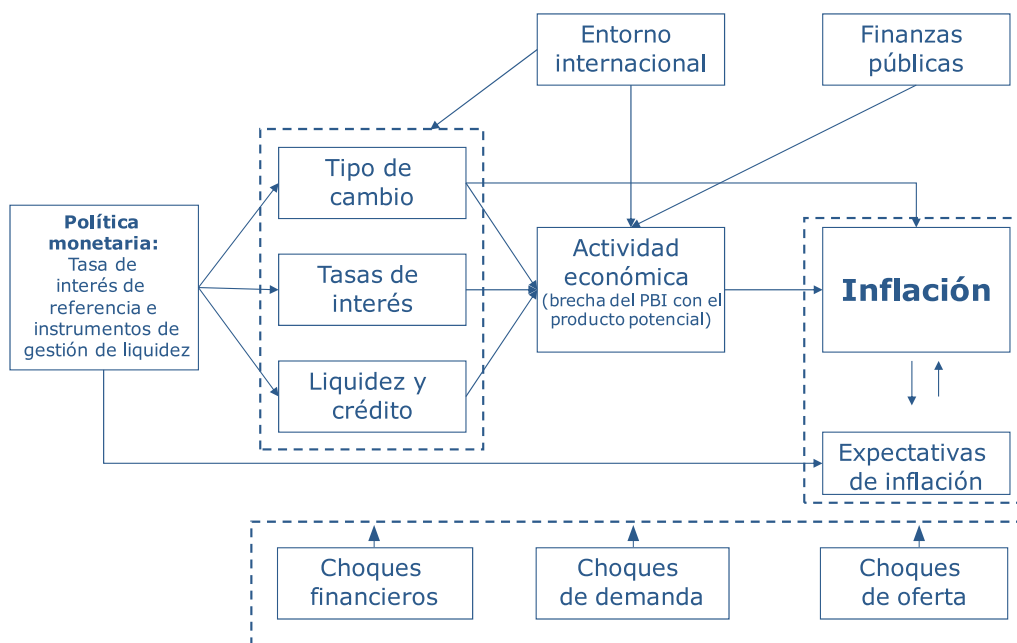 Entorno
internacional
Finanzas
públicas
Tipo de
cambio
Política
monetaria:
Tasa de
interés de
referencia e
instrumentos de
gestión de liquidez
Tasas de
interés
Liquidez y
crédito
Actividad
económica
(brecha del PBI con el
producto potencial)
Inflación
Expectativas
de inflación
Choques
financieros
Choques
de demanda
Choques
de oferta